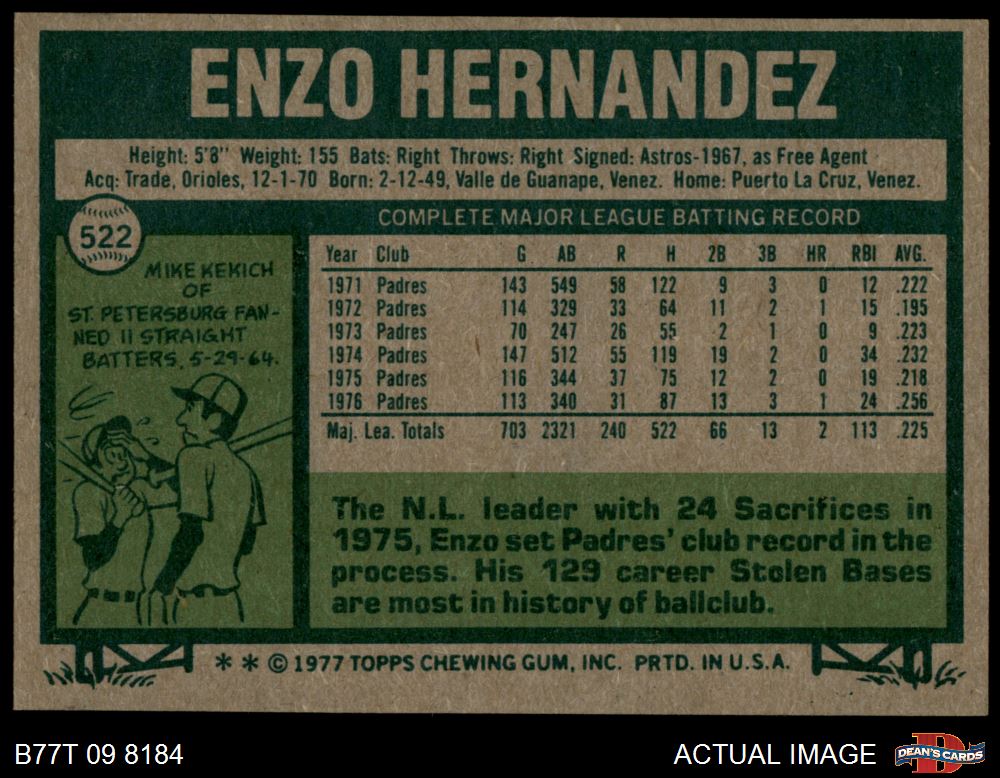 ENZO HERNANDEZ
Height: 5'8" Weight: 155 Bats: Right Throws: Right Signed: Astros-1967, as Free Agent
Acq: Trade, Orioles, 12-1-70 Born: 2-12-49, Valle de Guanape, Venez. Home: Puerto La Cruz, Venez.
522
MIKE KEKICH
OF
ST. PETERSBURG FAN-
NED 11 STRAIGHT
BATTERS, 5-29-64.
COMPLETE MAJOR LEAGUE BATTING RECORD
Year Club G AB R H 2B 3B HR RBI AVG.
1971 Padres 143 549 58 122 9 3 0 12 .222
1972 Padres 114 329 33 64 11 2 1 15 .195
1973 Padres 70 247 26 55 2 1 0 9 .223
1974 Padres 147 512 55 119 19 2 0 34 .232
1975 Padres 116 344 37 75 12 2 0 19 .218
1976 Padres 113 340 31 87 13 3 1 24 .256
Maj. Lea. Totals 703 2321 240 522 66 13 2 113 .225
The N.L. leader with 24 Sacrifices in
1975, Enzo set Padres' club record in the
process. His 129 career Stolen Bases
are most in history of ballclub.
* * © 1977 TOPPS CHEWING GUM, INC. PRTD. IN U.S.A.
B77T 09 8184
ACTUAL IMAGE
DEAN'S CARDS